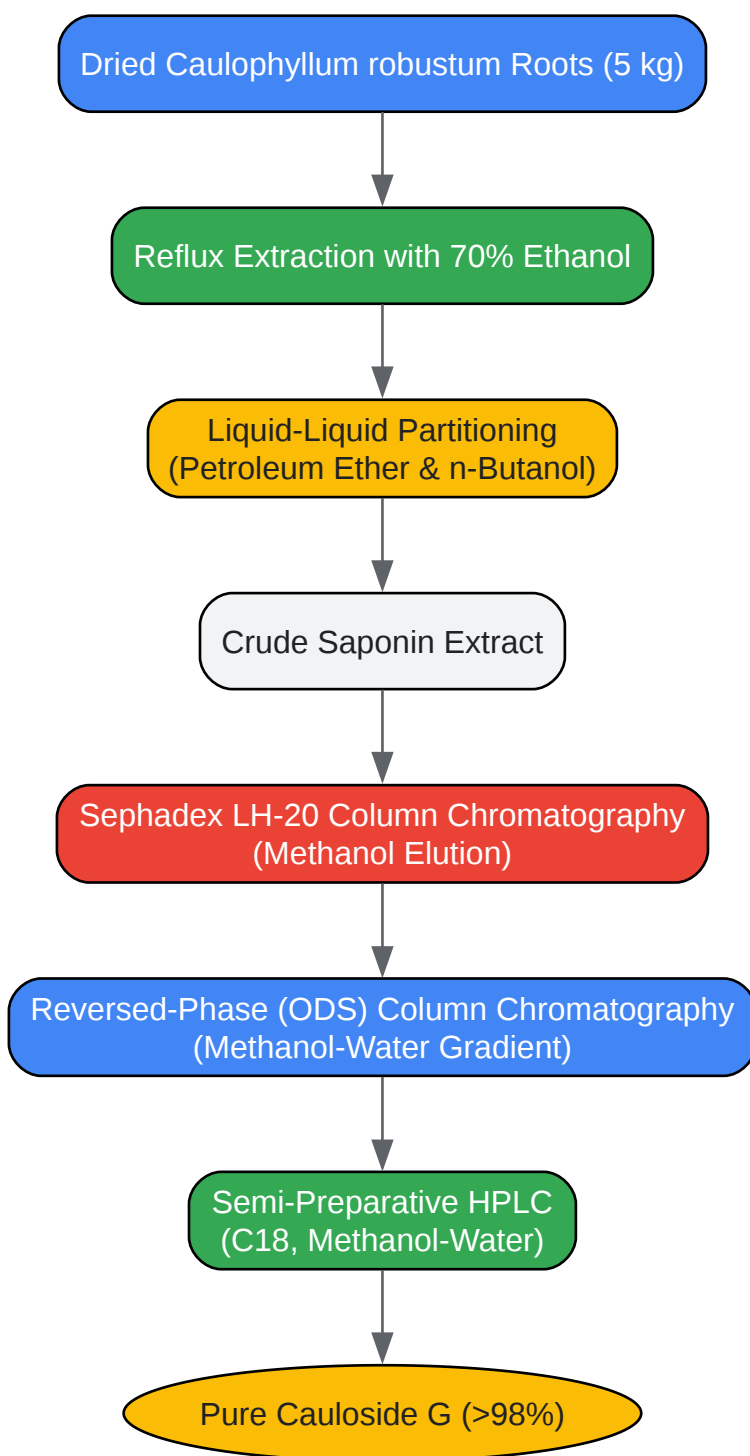 Dried Caulophyllum robustum Roots (5 kg)
Reflux Extraction with 70% Ethanol
Liquid-Liquid Partitioning
(Petroleum Ether & n-Butanol)
Crude Saponin Extract
Sephadex LH-20 Column Chromatography
(Methanol Elution)
Reversed-Phase (ODS) Column Chromatography
(Methanol-Water Gradient)
Semi-Preparative HPLC
(C18, Methanol-Water)
Pure Cauloside G (>98%)